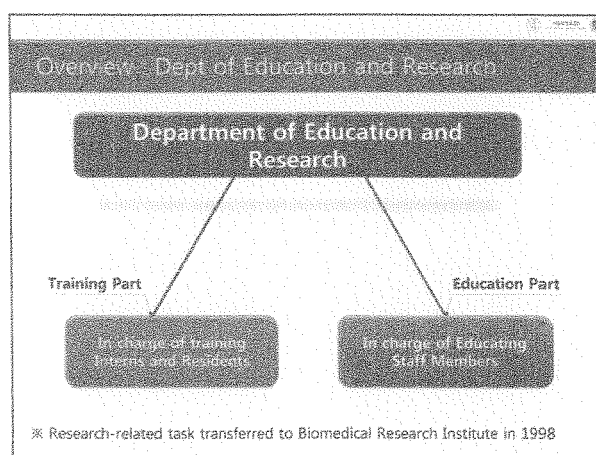 Overview : Dept of Education and Research
Department of Education and
Research
Training Part
Education Part
In charge of training
Interns and Residents
In charge of Educating
Staff Members
※ Research-related task transferred to Biomedical Research Institute in 1998